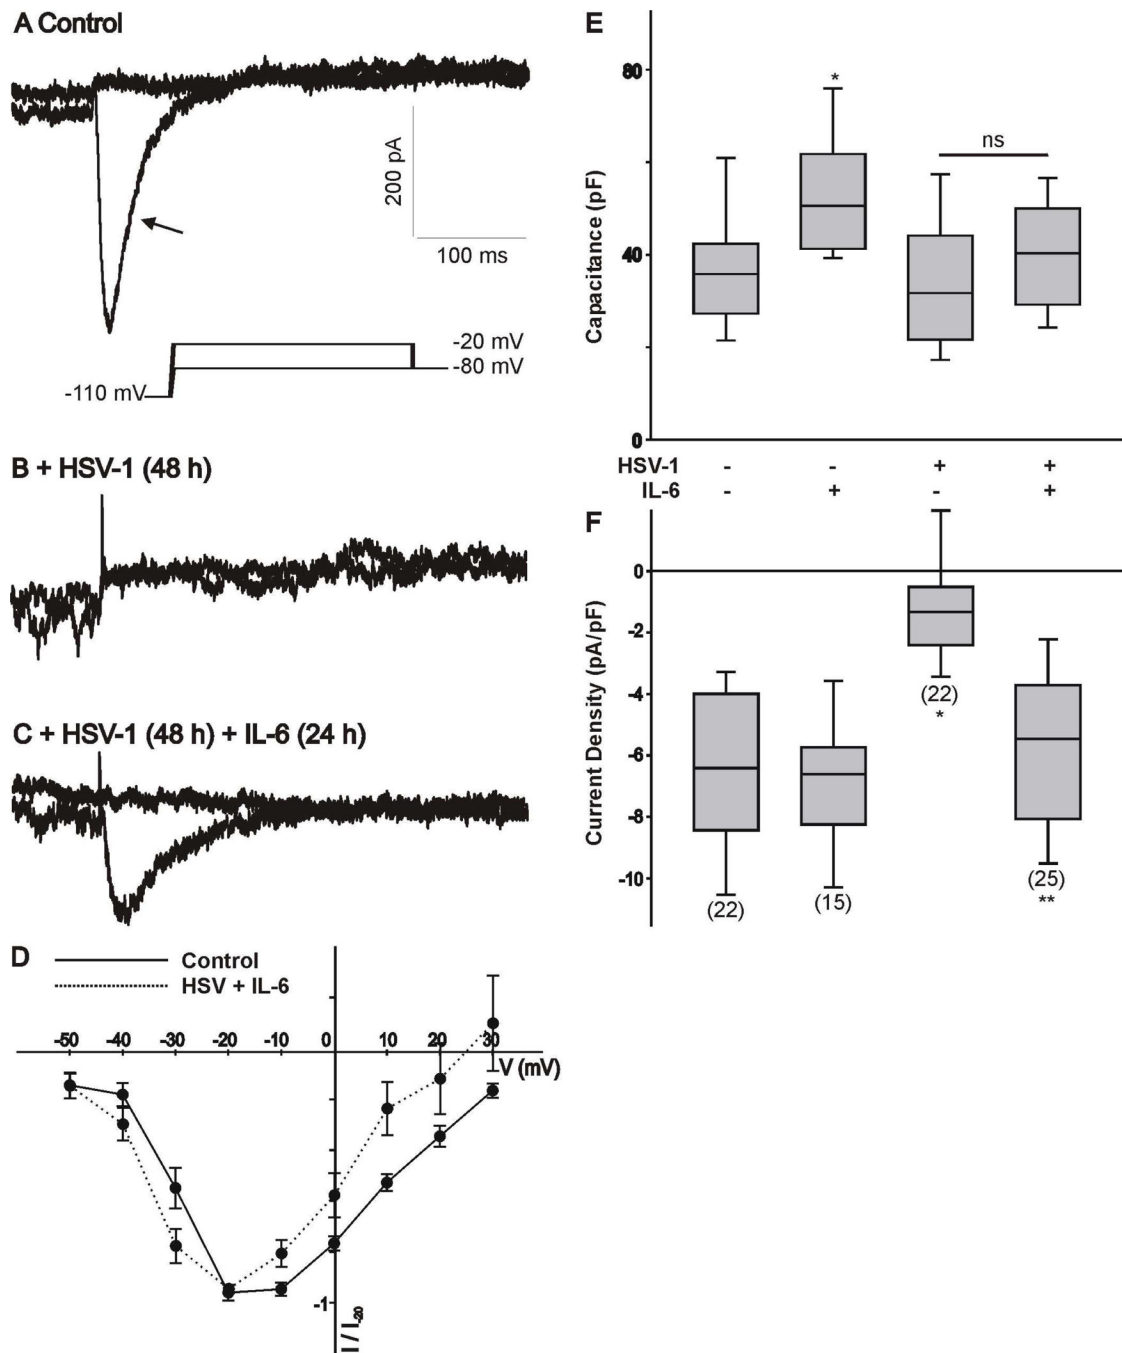 A Control
200 pA
100 ms
-20 mV
-80 mV
-110 mV
B + HSV-1 (48 h)
C + HSV-1 (48 h) + IL-6 (24 h)
D
Control
HSV + IL-6
-50 -40 -30 -20 -10 0 10 20 30
V (mV)
-1
I / I-20
E
80
40
0
Capacitance (pF)
*
ns
HSV-1 - - + +
IL-6 - + - +
F
0
-2
-4
-6
-8
-10
Current Density (pA/pF)
(22)
(15)
(22)
*
(25)
**